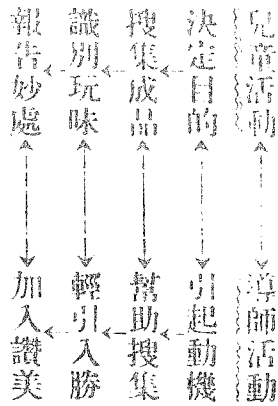 兒童活動
決定目的
搜集成品
識別玩味
報告妙處
導師活動
引起動機
幫助搜集
輕引入勝
加入讚美